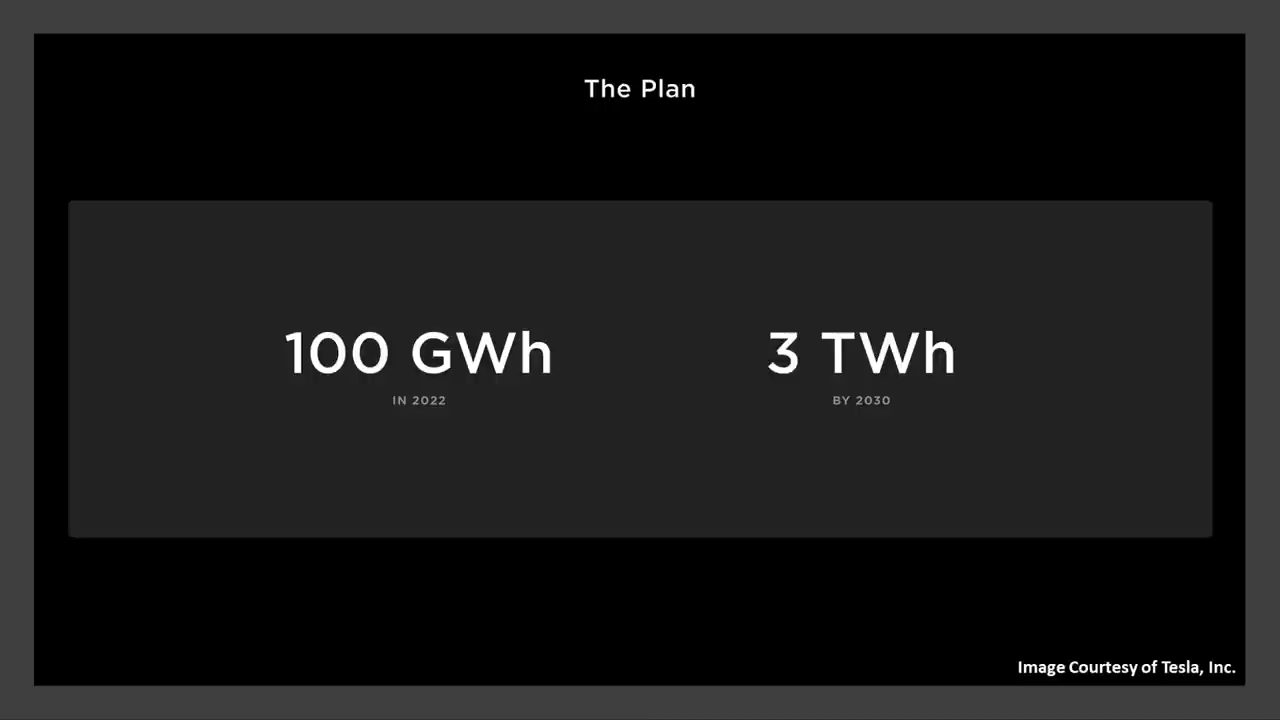 The Plan
100 GWh
IN 2022
3 TWh
BY 2030
Image Courtesy of Tesla, Inc.